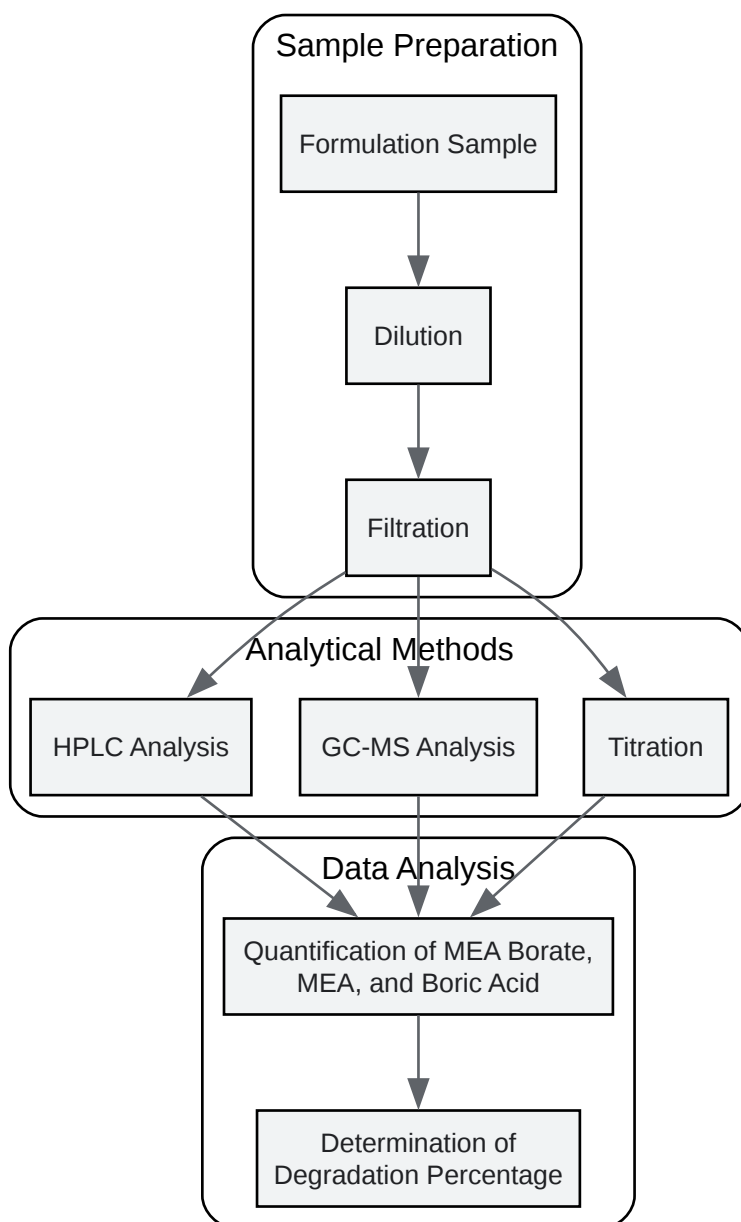 Sample Preparation
Formulation Sample
Dilution
Filtration
Analytical Methods
HPLC Analysis
GC-MS Analysis
Titration
Data Analysis
Quantification of MEA Borate,
MEA, and Boric Acid
Determination of
Degradation Percentage